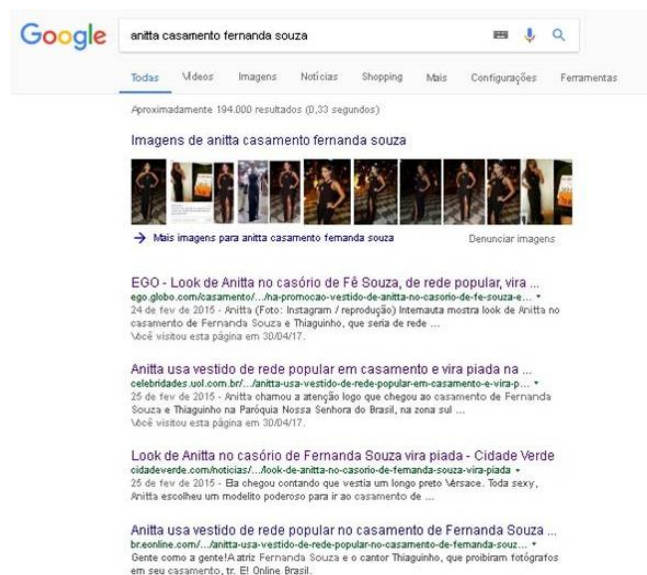 Google
anitta casamento fernanda souza
Todas Vídeos Imagens Notícias Shopping Mais Configurações Ferramentas
Aproximadamente 194.000 resultados (0,33 segundos)
Imagens de anitta casamento fernanda souza
Mais imagens para anitta casamento fernanda souza Denunciar imagens
EGO - Look de Anitta no casório de Fê Souza, de rede popular, vira ...
ego.globo.com/casamento/.../na-promocao-vestido-de-anitta-no-casorio-de-fe-souza-e...
24 de fev de 2015 - Anitta (Foto: Instagram / reprodução) Internauta mostra look de Anitta no
casamento de Fernanda Souza e Thiaguinho, que seria de rede ...
Você visitou esta página em 30/04/17.
Anitta usa vestido de rede popular em casamento e vira piada na ...
celebridades.uol.com.br/.../anitta-usa-vestido-de-rede-popular-em-casamento-e-vira-p...
25 de fev de 2015 - Anitta chamou a atenção logo que chegou ao casamento de Fernanda
Souza e Thiaguinho na Paróquia Nossa Senhora do Brasil, na zona sul ...
Você visitou esta página em 30/04/17.
Look de Anitta no casório de Fernanda Souza vira piada - Cidade Verde
cidadeverde.com/noticias/.../look-de-anitta-no-casorio-de-fernanda-souza-vira-piada
25 de fev de 2015 - Ela chegou contando que vestia um longo preto Versace. Toda sexy,
Anitta escolheu um modelito poderoso para ir ao casamento de ...
Anitta usa vestido de rede popular no casamento de Fernanda Souza ...
br.eonline.com/.../anitta-usa-vestido-de-rede-popular-no-casamento-de-fernanda-souz...
Gente como a gente!A atriz Fernanda Souza e o cantor Thiaguinho, que proibiram fotógrafos
em seu casamento, tr. E! Online Brasil.